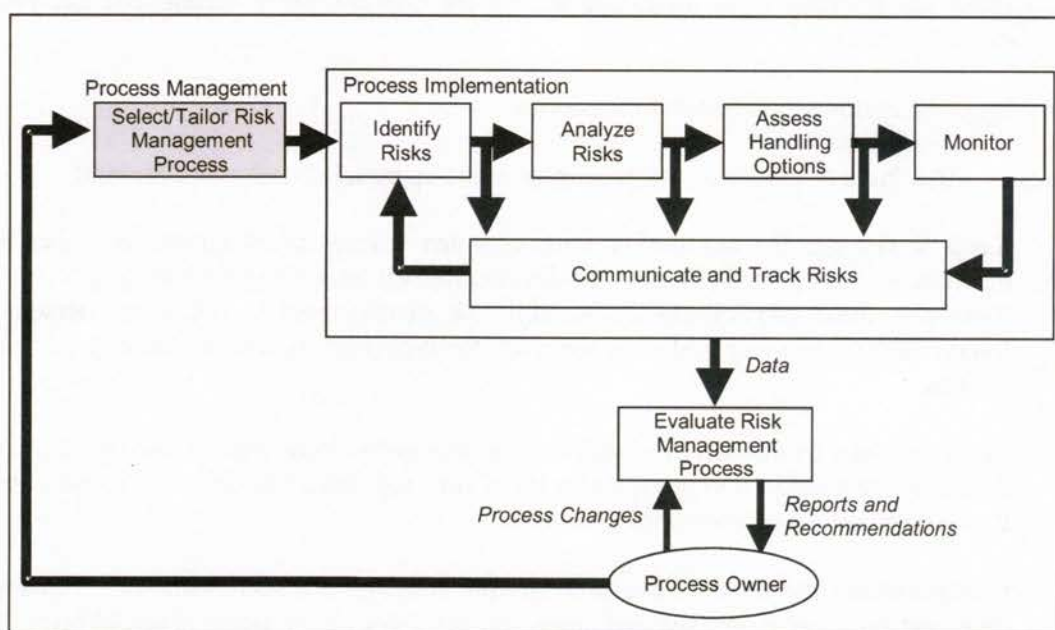 Process Management
Select/Tailor Risk
Management
Process
Process Implementation
Identify
Risks
Analyze
Risks
Assess
Handling
Options
Monitor
Communicate and Track Risks
Data
Evaluate Risk
Management
Process
Process Changes
Reports and
Recommendations
Process Owner